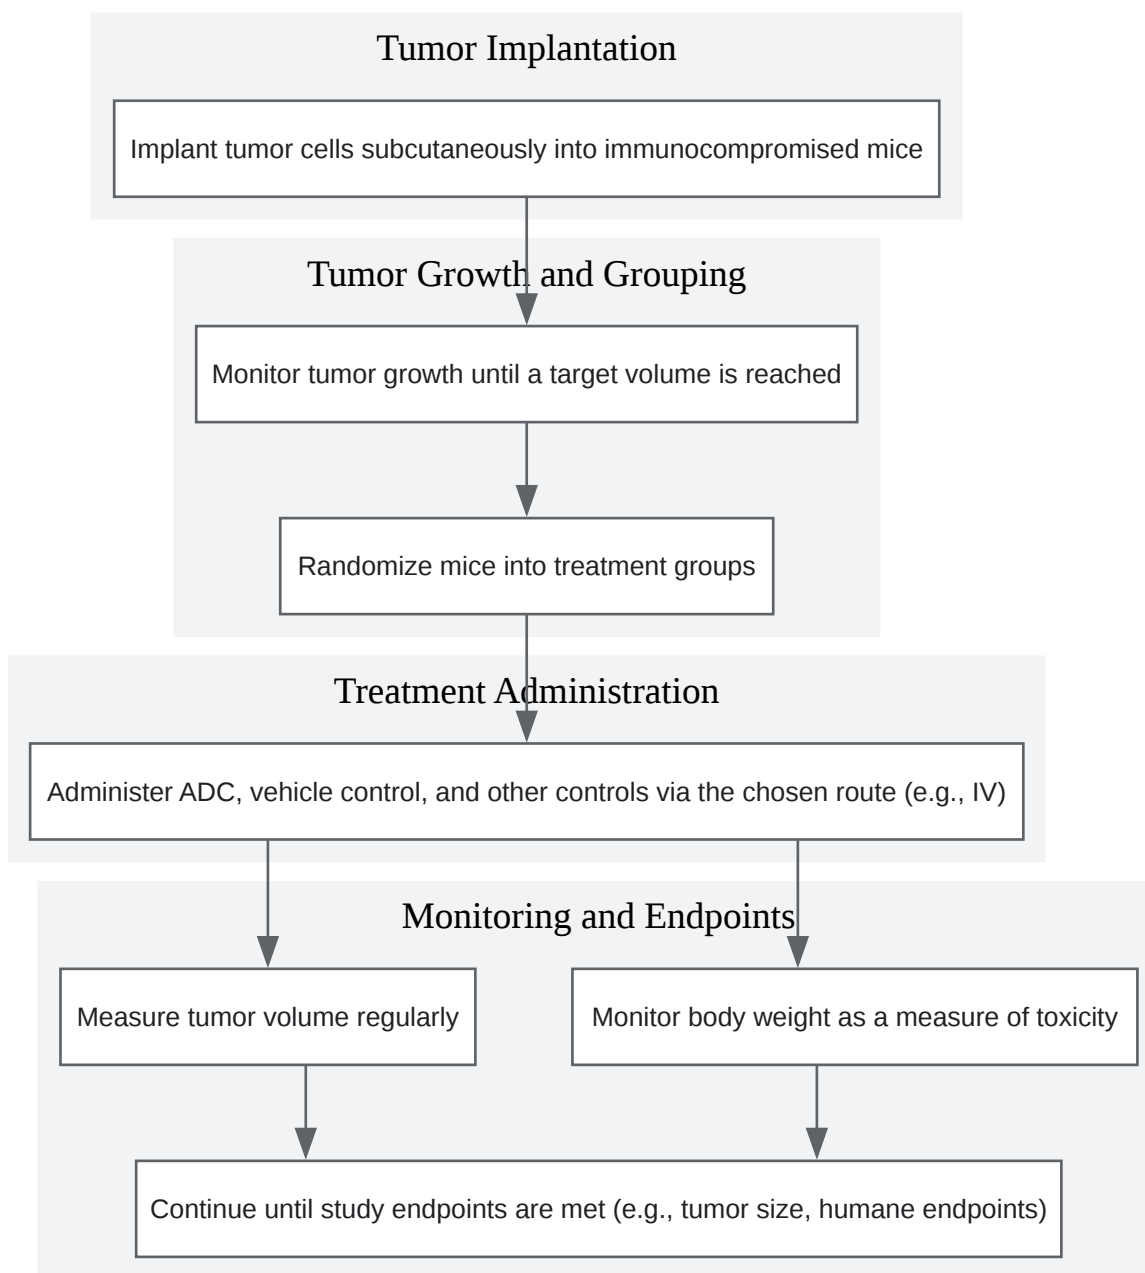 Tumor Implantation
Implant tumor cells subcutaneously into immunocompromised mice
Tumor Growth and Grouping
Monitor tumor growth until a target volume is reached
Randomize mice into treatment groups
Treatment Administration
Administer ADC, vehicle control, and other controls via the chosen route (e.g., IV)
Monitoring and Endpoints
Measure tumor volume regularly
Monitor body weight as a measure of toxicity
Continue until study endpoints are met (e.g., tumor size, humane endpoints)